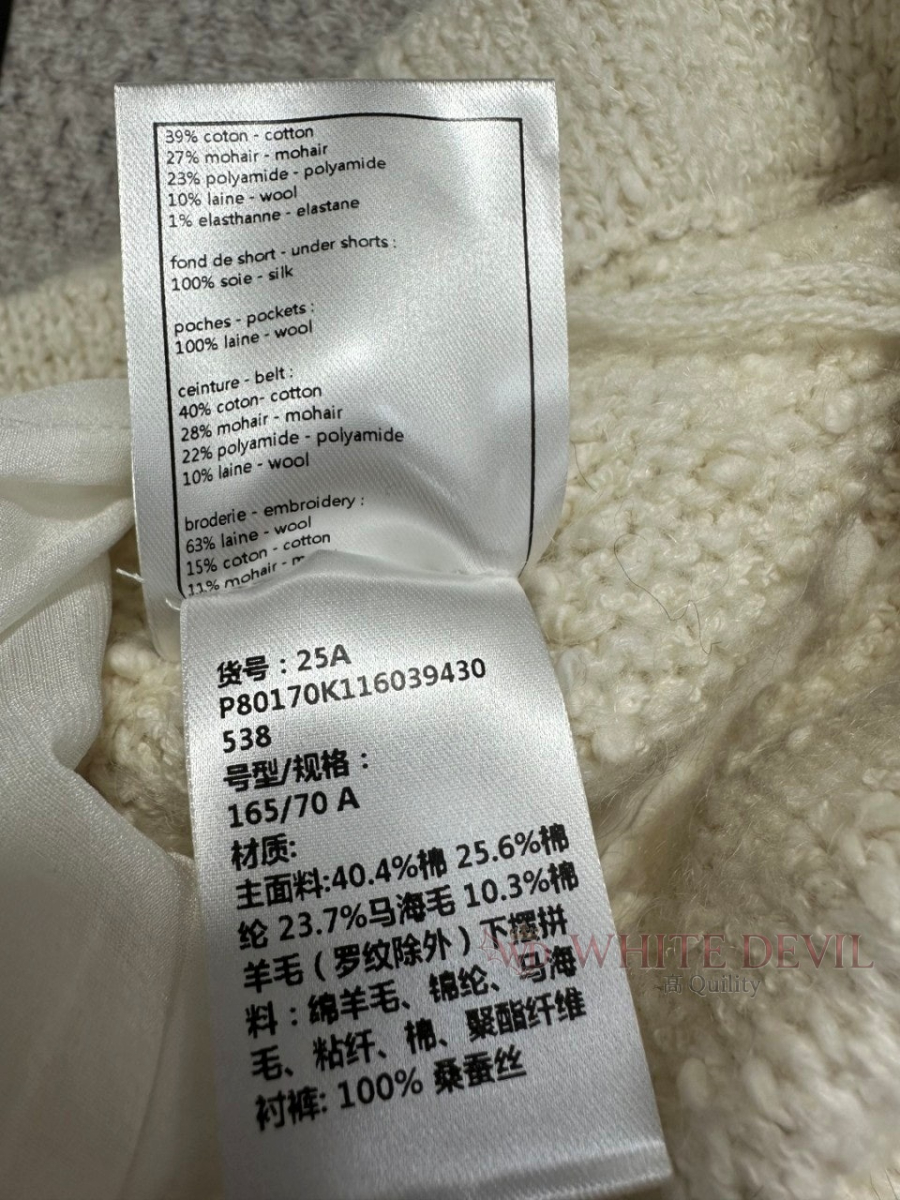 39% coton - cotton
27% mohair - mohair
23% polyamide - polyamide
10% laine - wool
1% elasthanne - elastane
fond de short - under shorts :
100% soie - silk
poches - pockets :
100% laine - wool
ceinture - belt :
40% coton- cotton
28% mohair - mohair
22% polyamide - polyamide
10% laine - wool
broderie - embroidery :
63% laine - wool
15% coton - cotton
11% mohair - m
货号：25A
P80170K116039430
538
号型/规格：
165/70 A
材质:
主面料:40.4%棉 25.6%棉
纶 23.7%马海毛 10.3%棉
羊毛（罗纹除外）下摆拼
料：绵羊毛、锦纶、马海
毛、粘纤、棉、聚酯纤维
衬裤: 100% 桑蚕丝
WHITE DEVIL
高 Quility